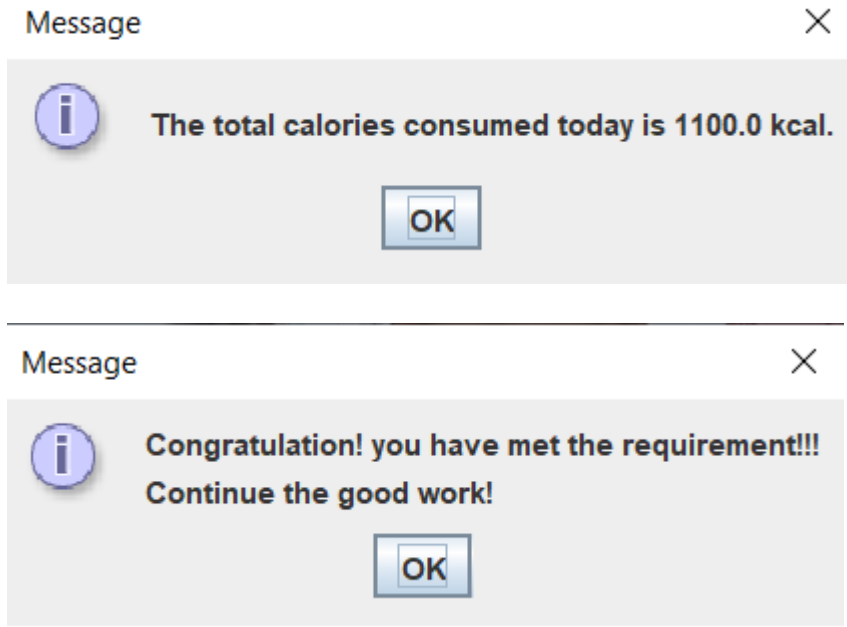 Message
The total calories consumed today is 1100.0 kcal.
OK
Message
Congratulation! you have met the requirement!!!
Continue the good work!
OK